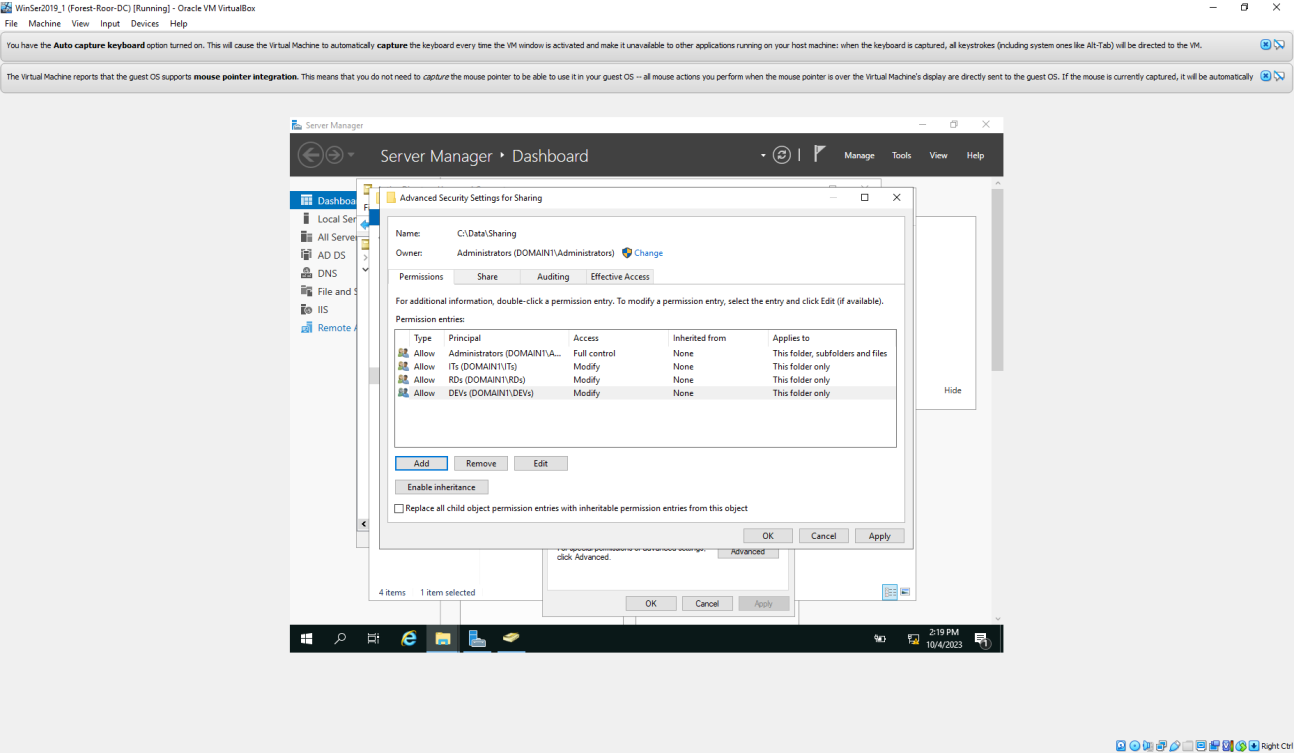 WinSer2019_1 (Forest-Roor-DC) [Running] - Oracle VM VirtualBox
File Machine View Input Devices Help
You have the Auto capture keyboard option turned on. This will cause the Virtual Machine to automatically capture the keyboard every time the VM window is activated and make it unavailable to other applications running on your host machine: when the keyboard is captured, all keystrokes (including system ones like Alt-Tab) will be directed to the VM.
The Virtual Machine reports that the guest OS supports mouse pointer integration. This means that you do not need to capture the mouse pointer to be able to use it in your guest OS -- all mouse actions you perform when the mouse pointer is over the Virtual Machine's display are directly sent to the guest OS. If the mouse is currently captured, it will be automatically
Server Manager
Server Manager • Dashboard
Manage Tools View Help
Dashboa
Local Ser
All Server
AD DS
DNS
File and S
IIS
Remote A
Advanced Security Settings for Sharing
Name: C:\Data\Sharing
Owner: Administrators (DOMAIN1\Administrators) Change
Permissions Share Auditing Effective Access
For additional information, double-click a permission entry. To modify a permission entry, select the entry and click Edit (if available).
Permission entries:
Type Principal Access Inherited from Applies to
Allow Administrators (DOMAIN1\A... Full control None This folder, subfolders and files
Allow ITs (DOMAIN1\ITs) Modify None This folder only
Allow RDs (DOMAIN1\RDs) Modify None This folder only
Allow DEVs (DOMAIN1\DEVs) Modify None This folder only
Hide
Add Remove Edit
Enable inheritance
Replace all child object permission entries with inheritable permission entries from this object
OK Cancel Apply
click Advanced.
Advanced
4 items 1 item selected
OK Cancel Apply
2:19 PM
10/4/2023
1
Right Ctrl